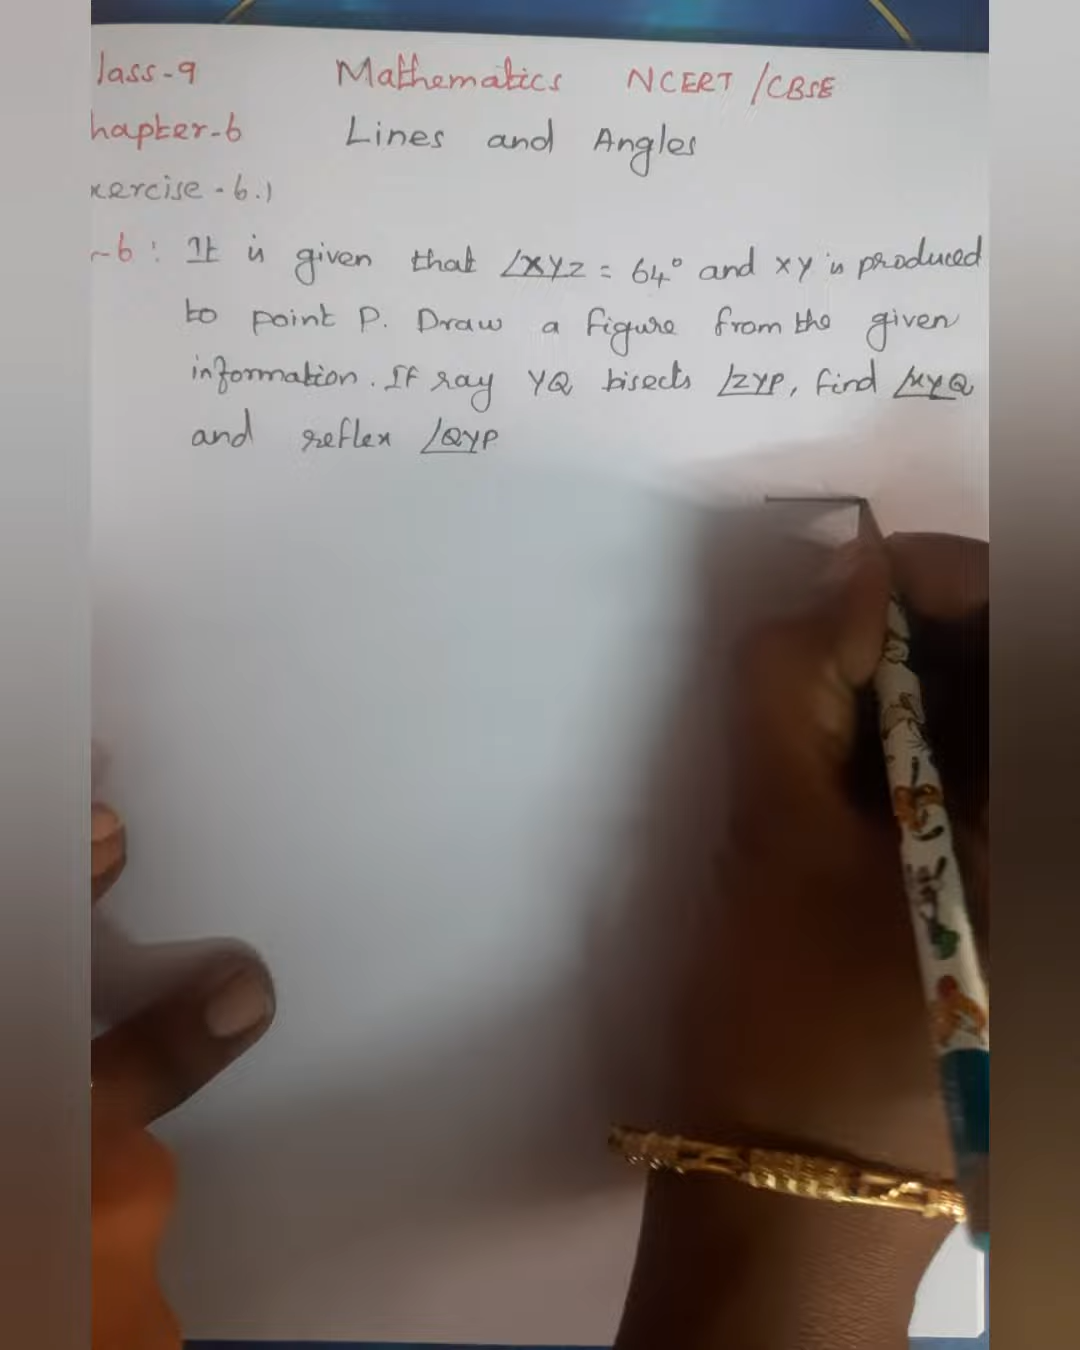 lass-9 Mathematics NCERT /CBSE
hapter-6 Lines and Angles
xercise-6.1
-6: It is given that ∠XYZ = 64° and XY is produced
to point P. Draw a figure from the given
information. If ray YQ bisects ∠ZYP, find ∠XYQ
and reflex ∠QYP